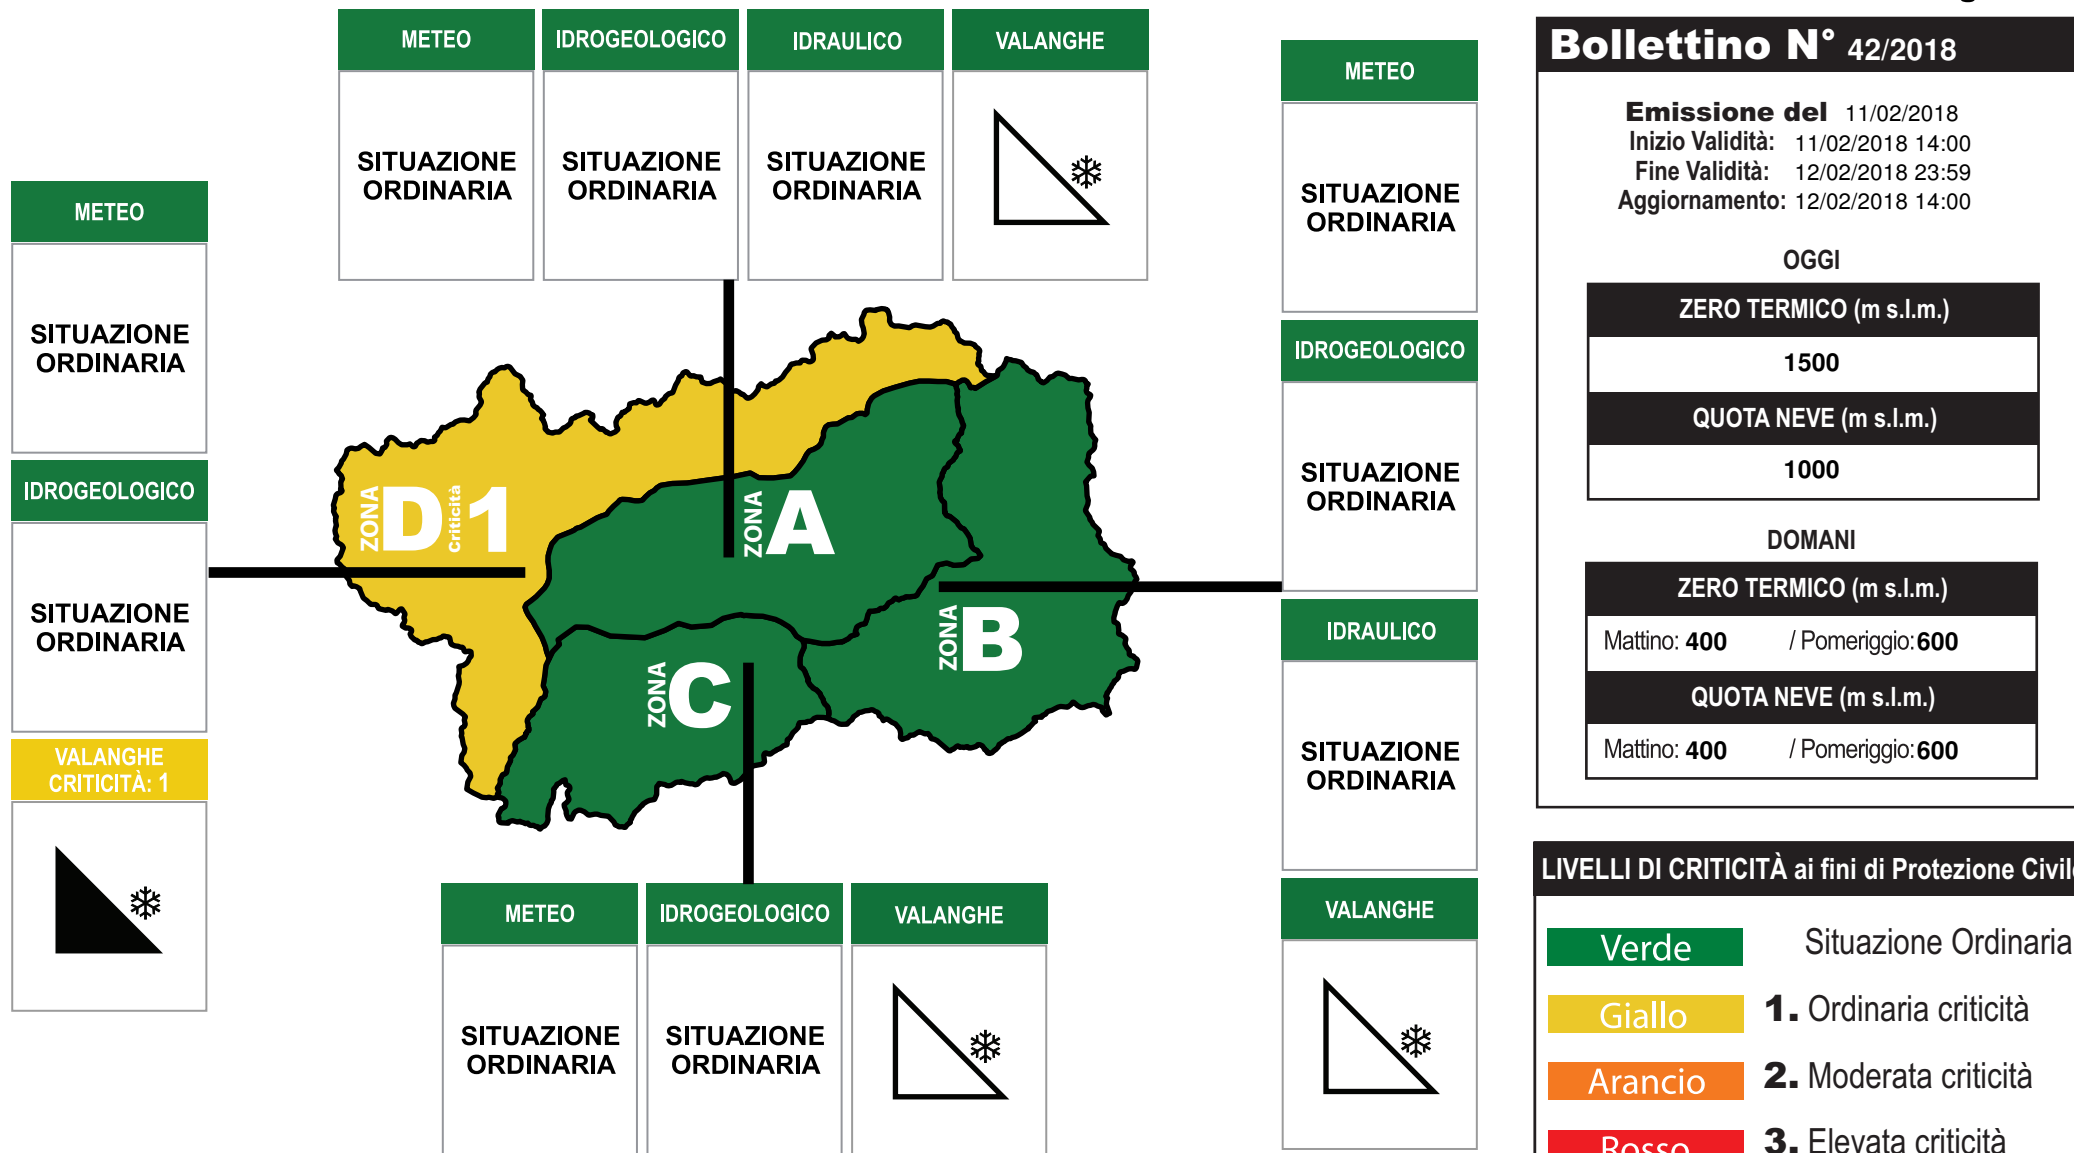 METEO
IDROGEOLOGICO
IDRAULICO
VALANGHE
SITUAZIONE
ORDINARIA
SITUAZIONE
ORDINARIA
SITUAZIONE
ORDINARIA
METEO
SITUAZIONE
ORDINARIA
IDROGEOLOGICO
SITUAZIONE
ORDINARIA
VALANGHE
CRITICITÀ: 1
ZONA D Criticità 1
ZONA A
ZONA B
ZONA C
METEO
SITUAZIONE
ORDINARIA
IDROGEOLOGICO
SITUAZIONE
ORDINARIA
IDRAULICO
SITUAZIONE
ORDINARIA
VALANGHE
METEO
IDROGEOLOGICO
VALANGHE
SITUAZIONE
ORDINARIA
SITUAZIONE
ORDINARIA
Bollettino N° 42/2018
Emissione del 11/02/2018
Inizio Validità: 11/02/2018 14:00
Fine Validità: 12/02/2018 23:59
Aggiornamento: 12/02/2018 14:00
OGGI
ZERO TERMICO (m s.l.m.)
1500
QUOTA NEVE (m s.l.m.)
1000
DOMANI
ZERO TERMICO (m s.l.m.)
Mattino: 400 / Pomeriggio: 600
QUOTA NEVE (m s.l.m.)
Mattino: 400 / Pomeriggio: 600
LIVELLI DI CRITICITÀ ai fini di Protezione Civile
Verde Situazione Ordinaria
Giallo 1. Ordinaria criticità
Arancio 2. Moderata criticità
Rosso 3. Elevata criticità